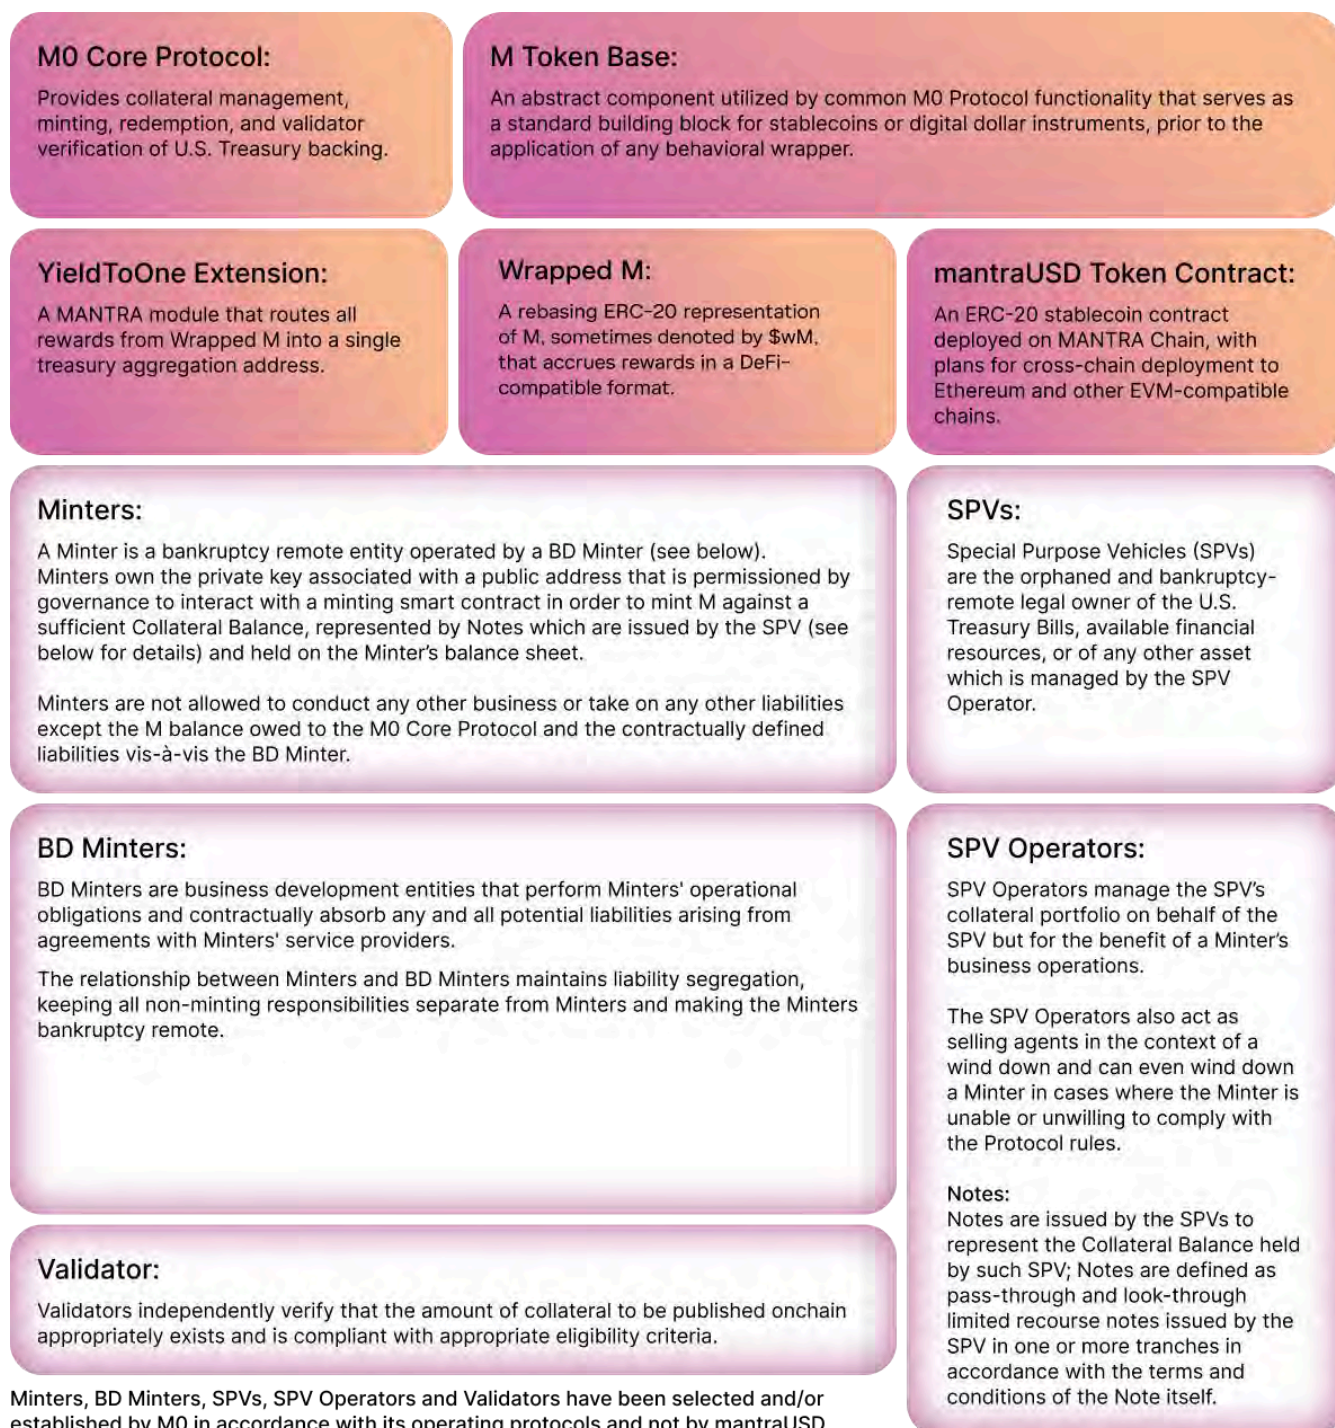 M0 Core Protocol:
Provides collateral management,
minting, redemption, and validator
verification of U.S. Treasury backing.
M Token Base:
An abstract component utilized by common M0 Protocol functionality that serves as
a standard building block for stablecoins or digital dollar instruments, prior to the
application of any behavioral wrapper.
YieldToOne Extension:
A MANTRA module that routes all
rewards from Wrapped M into a single
treasury aggregation address.
Wrapped M:
A rebasing ERC-20 representation
of M, sometimes denoted by $wM,
that accrues rewards in a DeFi-
compatible format.
mantraUSD Token Contract:
An ERC-20 stablecoin contract
deployed on MANTRA Chain, with
plans for cross-chain deployment to
Ethereum and other EVM-compatible
chains.
Minters:
A Minter is a bankruptcy remote entity operated by a BD Minter (see below).
Minters own the private key associated with a public address that is permissioned by
governance to interact with a minting smart contract in order to mint M against a
sufficient Collateral Balance, represented by Notes which are issued by the SPV (see
below for details) and held on the Minter's balance sheet.
Minters are not allowed to conduct any other business or take on any other liabilities
except the M balance owed to the M0 Core Protocol and the contractually defined
liabilities vis-à-vis the BD Minter.
SPVs:
Special Purpose Vehicles (SPVs)
are the orphaned and bankruptcy-
remote legal owner of the U.S.
Treasury Bills, available financial
resources, or of any other asset
which is managed by the SPV
Operator.
BD Minters:
BD Minters are business development entities that perform Minters' operational
obligations and contractually absorb any and all potential liabilities arising from
agreements with Minters' service providers.
The relationship between Minters and BD Minters maintains liability segregation,
keeping all non-minting responsibilities separate from Minters and making the Minters
bankruptcy remote.
SPV Operators:
SPV Operators manage the SPV's
collateral portfolio on behalf of the
SPV but for the benefit of a Minter's
business operations.
The SPV Operators also act as
selling agents in the context of a
wind down and can even wind down
a Minter in cases where the Minter is
unable or unwilling to comply with
the Protocol rules.
Notes:
Notes are issued by the SPVs to
represent the Collateral Balance held
by such SPV; Notes are defined as
pass-through and look-through
limited recourse notes issued by the
SPV in one or more tranches in
accordance with the terms and
conditions of the Note itself.
Validator:
Validators independently verify that the amount of collateral to be published onchain
appropriately exists and is compliant with appropriate eligibility criteria.
Minters, BD Minters, SPVs, SPV Operators and Validators have been selected and/or
established by M0 in accordance with its operating protocols and not by mantraUSD